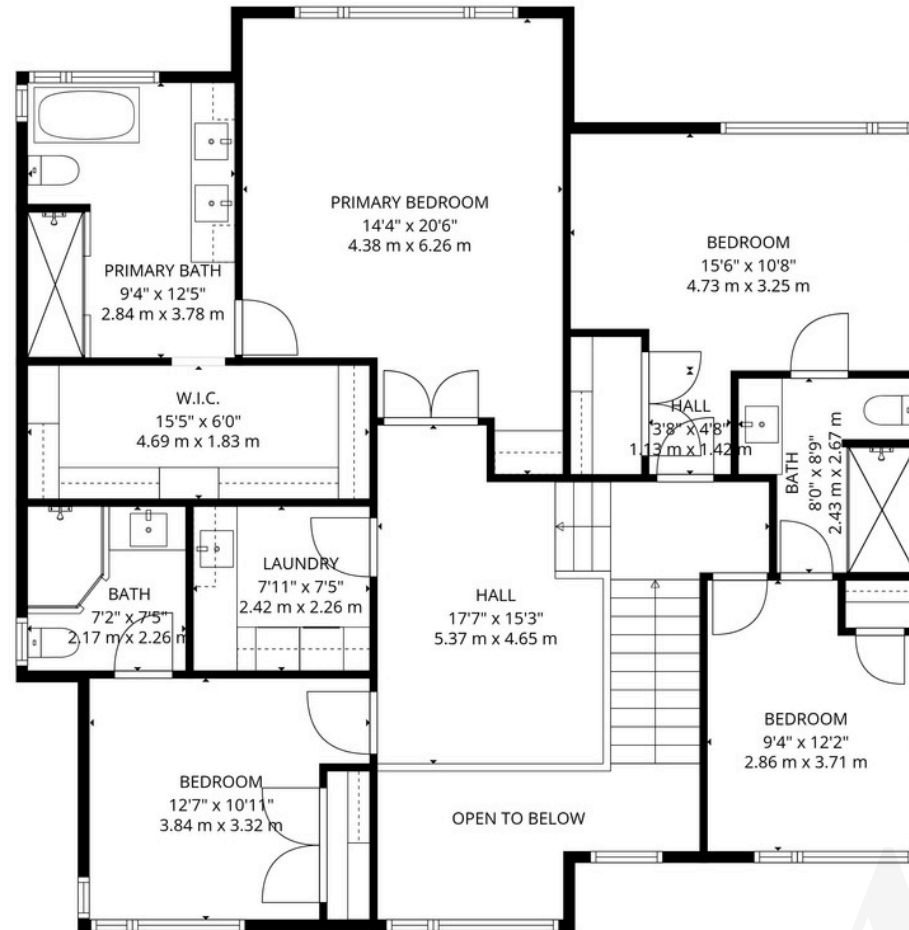 PRIMARY BEDROOM
14'4" x 20'6"
4.38 m x 6.26 m
PRIMARY BATH
9'4" x 12'5"
2.84 m x 3.78 m
BEDROOM
15'6" x 10'8"
4.73 m x 3.25 m
W.I.C.
15'5" x 6'0"
4.69 m x 1.83 m
HALL
3'8" x 4'8"
1.13 m x 1.42 m
BATH
8'0" x 8'9"
2.43 m x 2.67 m
BATH
7'2" x 7'5"
2.17 m x 2.26 m
LAUNDRY
7'11" x 7'5"
2.42 m x 2.26 m
HALL
17'7" x 15'3"
5.37 m x 4.65 m
BEDROOM
9'4" x 12'2"
2.86 m x 3.71 m
BEDROOM
12'7" x 10'11"
3.84 m x 3.32 m
OPEN TO BELOW